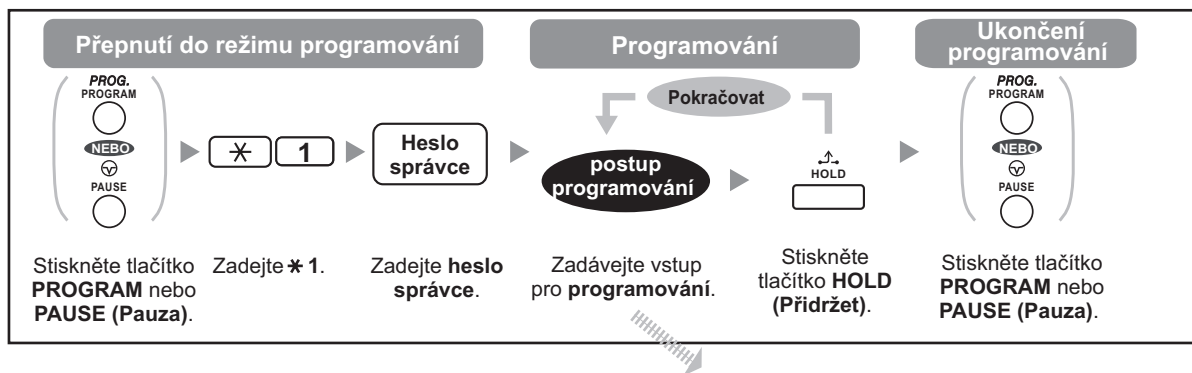 Přepnutí do režimu programování
PROG.
PROGRAM
NEBO
PAUSE
Stiskněte tlačítko
PROGRAM nebo
PAUSE (Pauza).
* 1
Zadejte * 1.
Heslo
správce
Zadejte heslo
správce.
Programování
Pokračovat
postup
programování
Zadávejte vstup
pro programování.
HOLD
Stiskněte
tlačítko HOLD
(Přidržet).
Ukončení
programování
PROG.
PROGRAM
NEBO
PAUSE
Stiskněte tlačítko
PROGRAM nebo
PAUSE (Pauza).